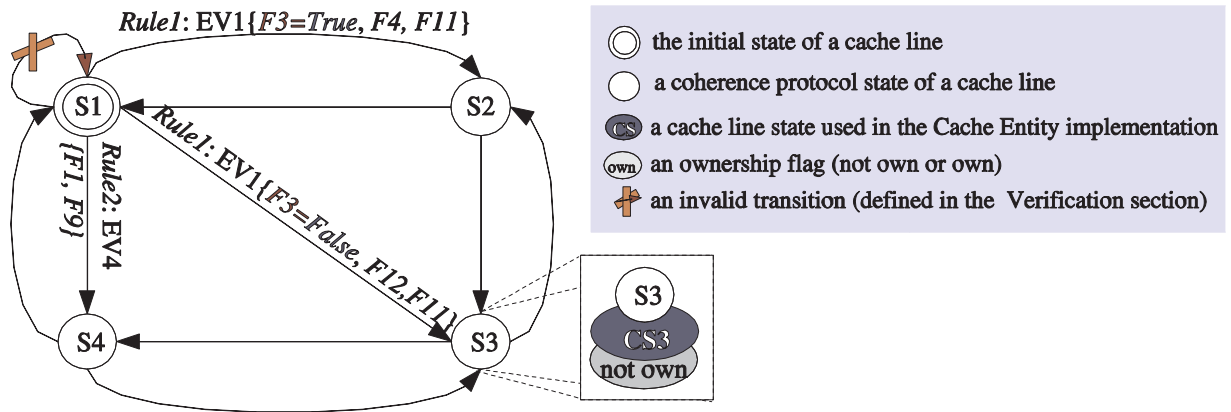 Rule1: EV1{F3=True, F4, F11}
S1
S2
Rule1: EV1{F3=False, F12,F11}
Rule2: EV4
{F1, F9}
S4
S3
S3
CS3
not own
the initial state of a cache line
a coherence protocol state of a cache line
CS a cache line state used in the Cache Entity implementation
own an ownership flag (not own or own)
an invalid transition (defined in the Verification section)